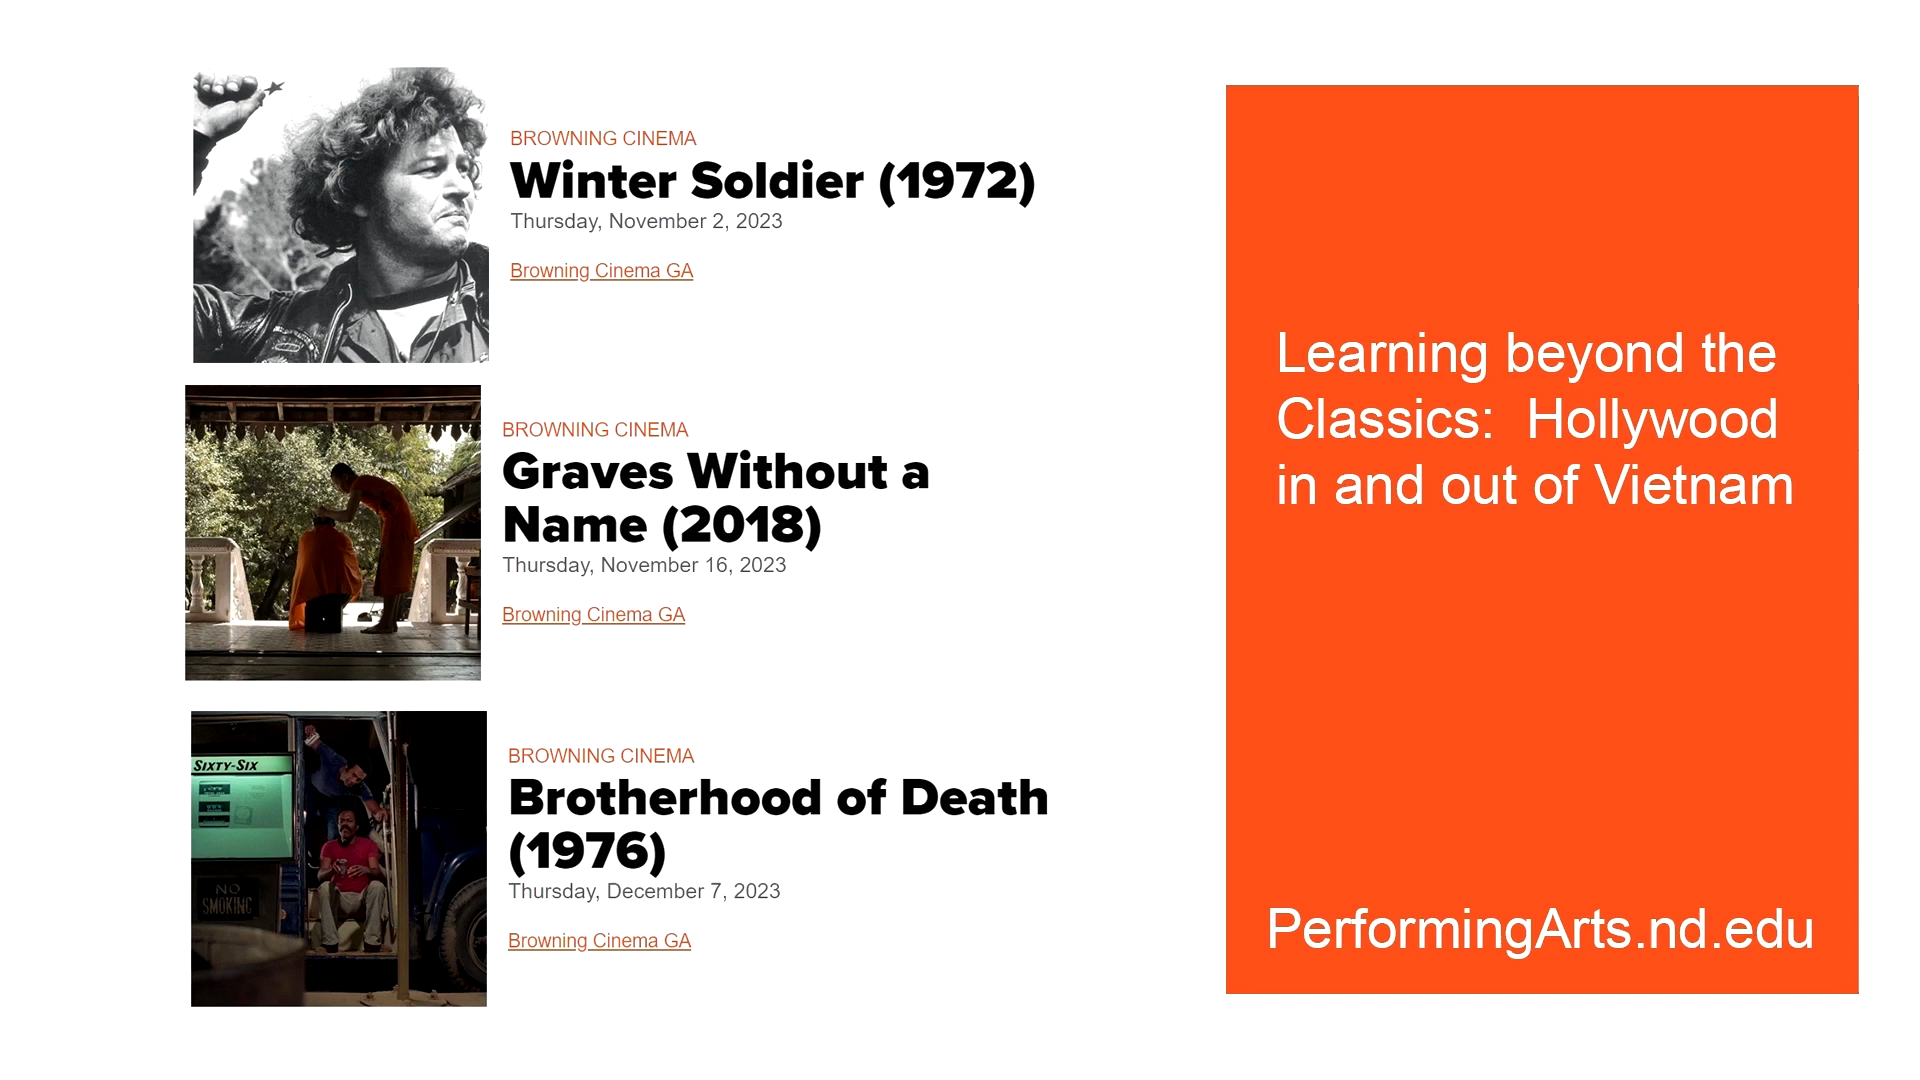 BROWNING CINEMA
Winter Soldier (1972)
Thursday, November 2, 2023
Browning Cinema GA
BROWNING CINEMA
Graves Without a
Name (2018)
Thursday, November 16, 2023
Browning Cinema GA
SIXTY-SIX
NO
SMOKING
BROWNING CINEMA
Brotherhood of Death
(1976)
Thursday, December 7, 2023
Browning Cinema GA
Learning beyond the
Classics:  Hollywood
in and out of Vietnam
PerformingArts.nd.edu